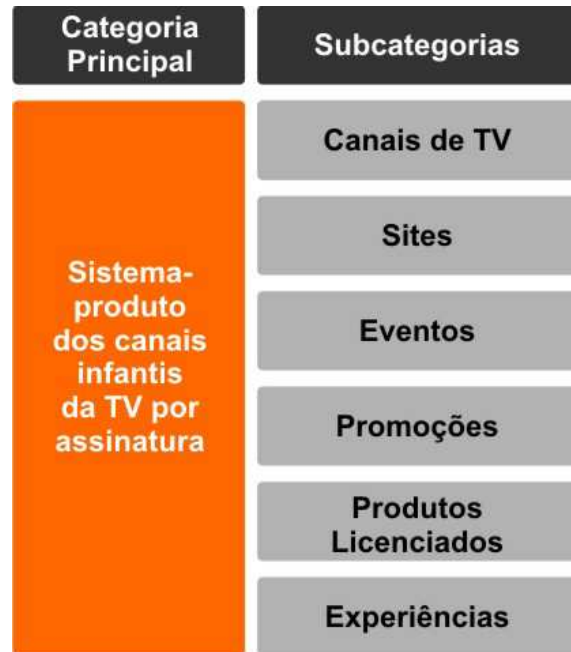 Categoria
Principal
Subcategorias
Sistema-
produto
dos canais
infantis
da TV por
assinatura
Canais de TV
Sites
Eventos
Promoções
Produtos
Licenciados
Experiências